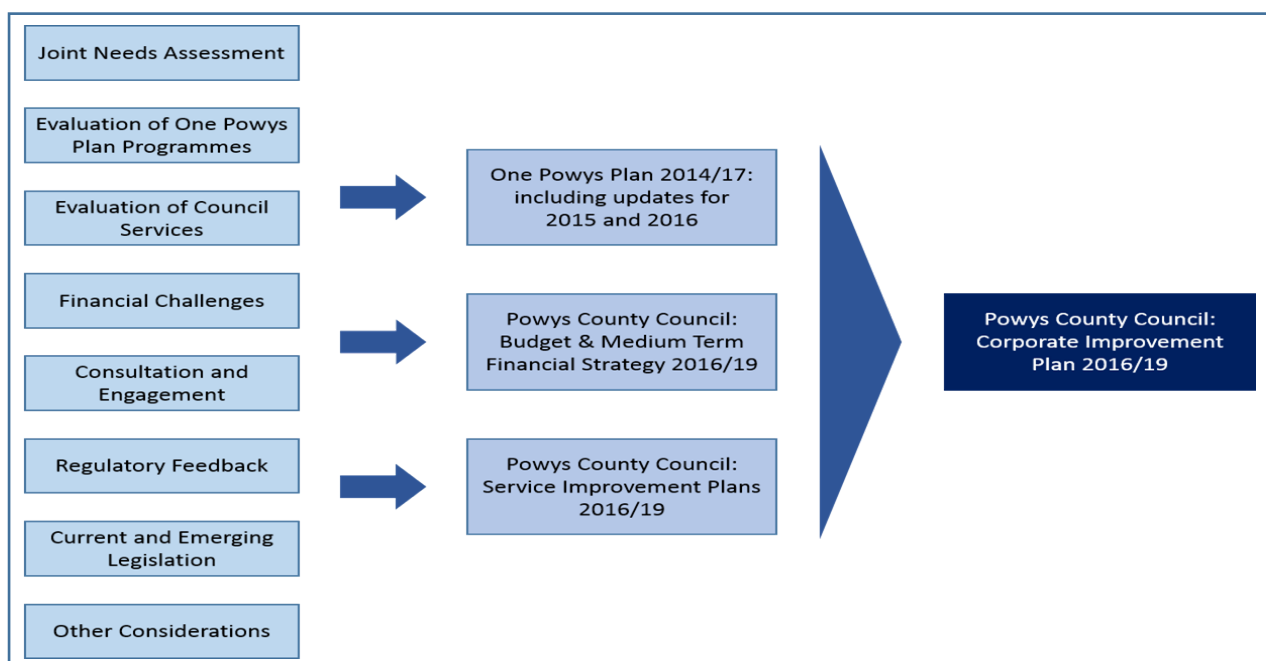 Joint Needs Assessment
Evaluation of One Powys
Plan Programmes
Evaluation of Council
Services
Financial Challenges
Consultation and
Engagement
Regulatory Feedback
Current and Emerging
Legislation
Other Considerations
One Powys Plan 2014/17:
including updates for
2015 and 2016
Powys County Council:
Budget & Medium Term
Financial Strategy 2016/19
Powys County Council:
Service Improvement Plans
2016/19
Powys County Council:
Corporate Improvement
Plan 2016/19